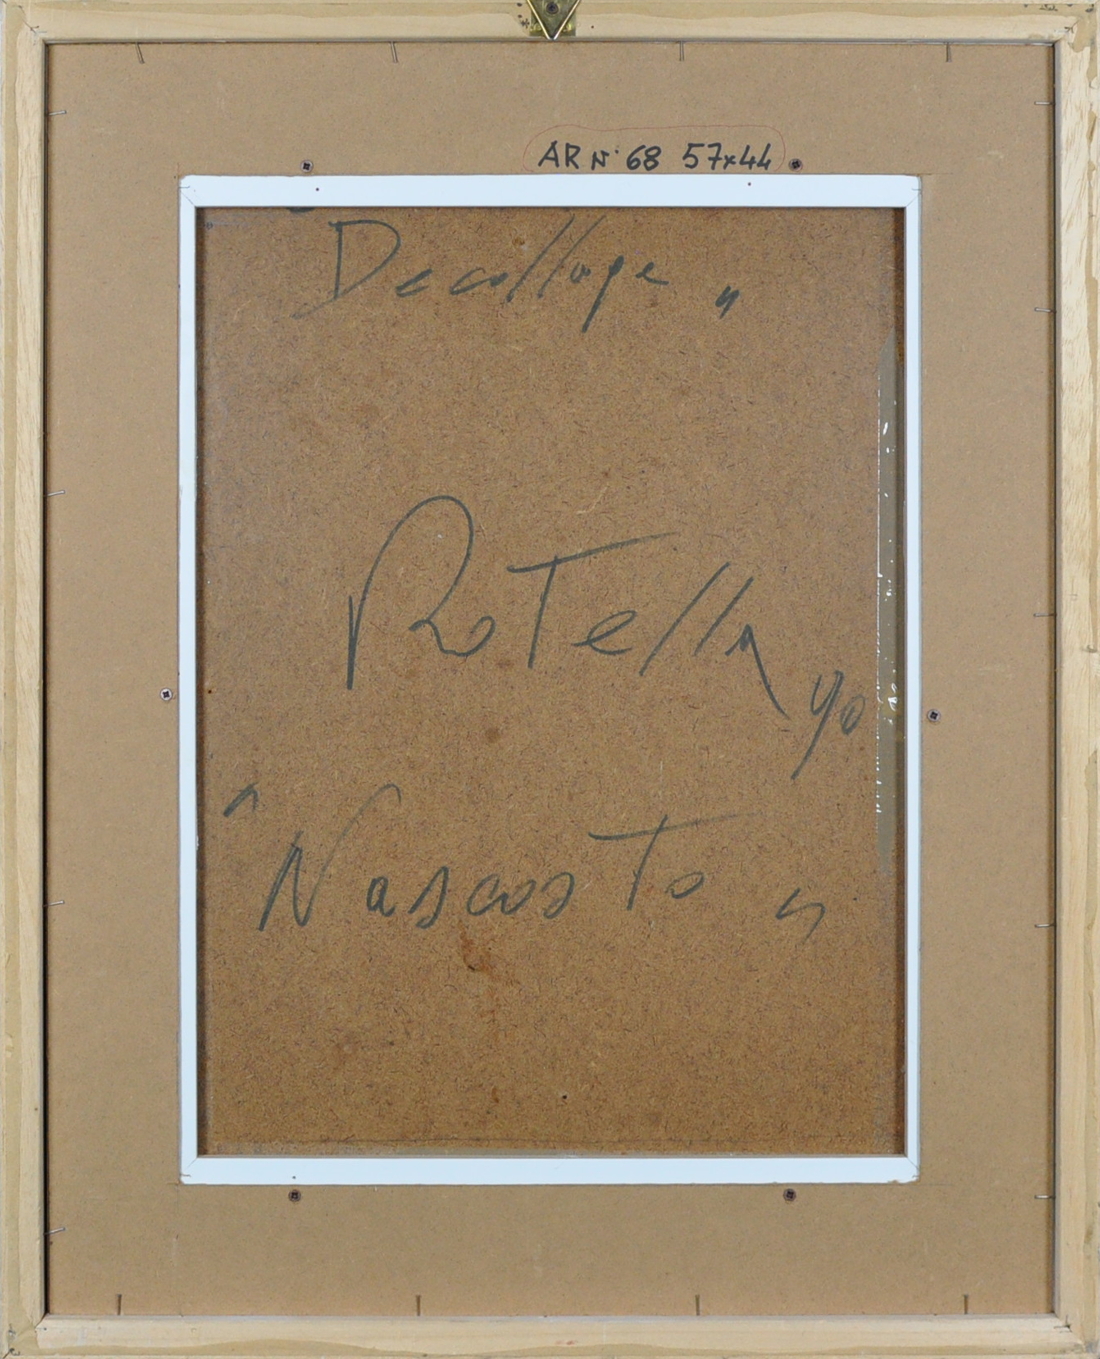 AR N° 68 57x44
"Decollage "
Rotella 90
"Nascosto "